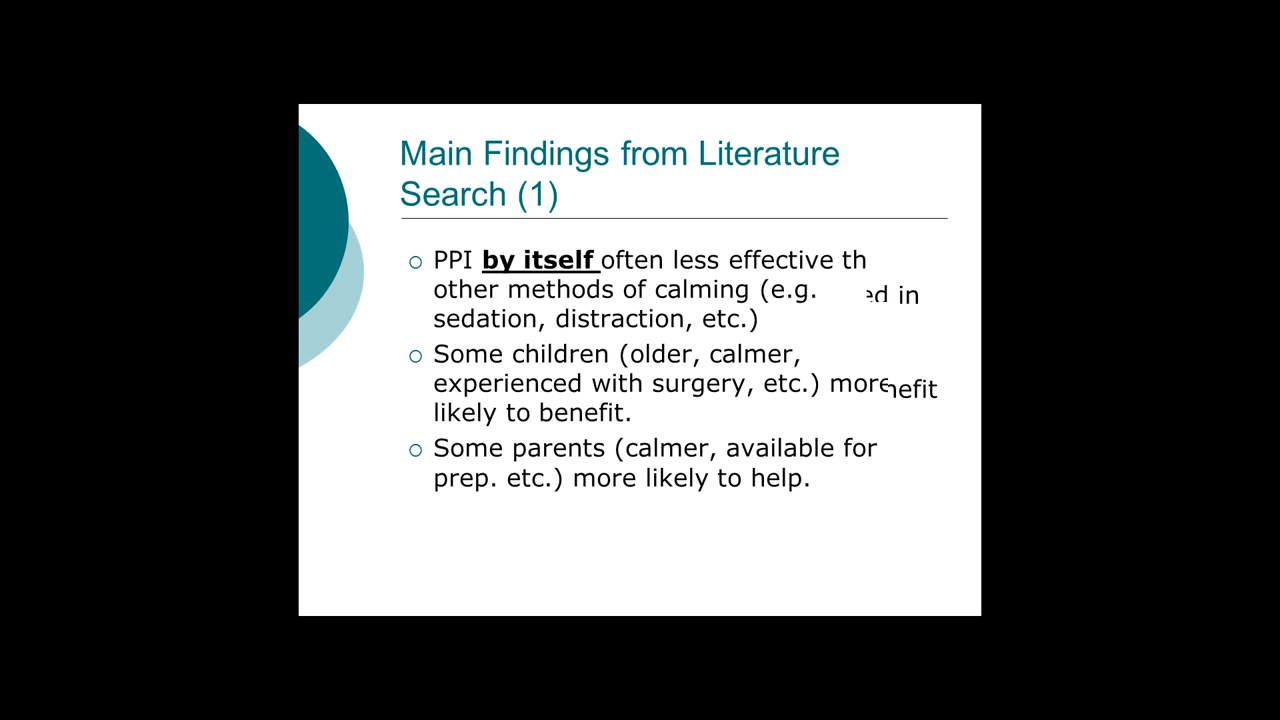 Main Findings from Literature
Search (1)
PPI by itself often less effective th
other methods of calming (e.g.
ed in
sedation, distraction, etc.)
Some children (older, calmer,
experienced with surgery, etc.) more
nefit
likely to benefit.
Some parents (calmer, available for
prep. etc.) more likely to help.